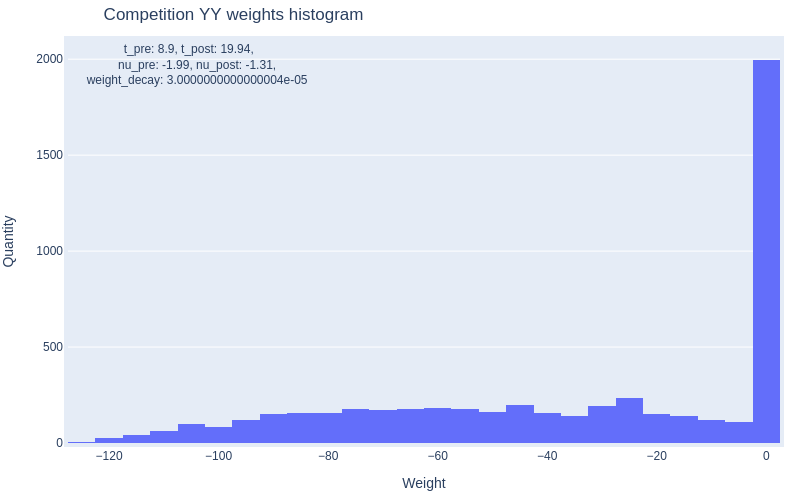 Competition YY weights histogram
t_pre: 8.9, t_post: 19.94,
nu_pre: -1.99, nu_post: -1.31,
weight_decay: 3.0000000000000004e-05
2000
1500
1000
500
0
Quantity
−120
−100
−80
−60
−40
−20
0
Weight